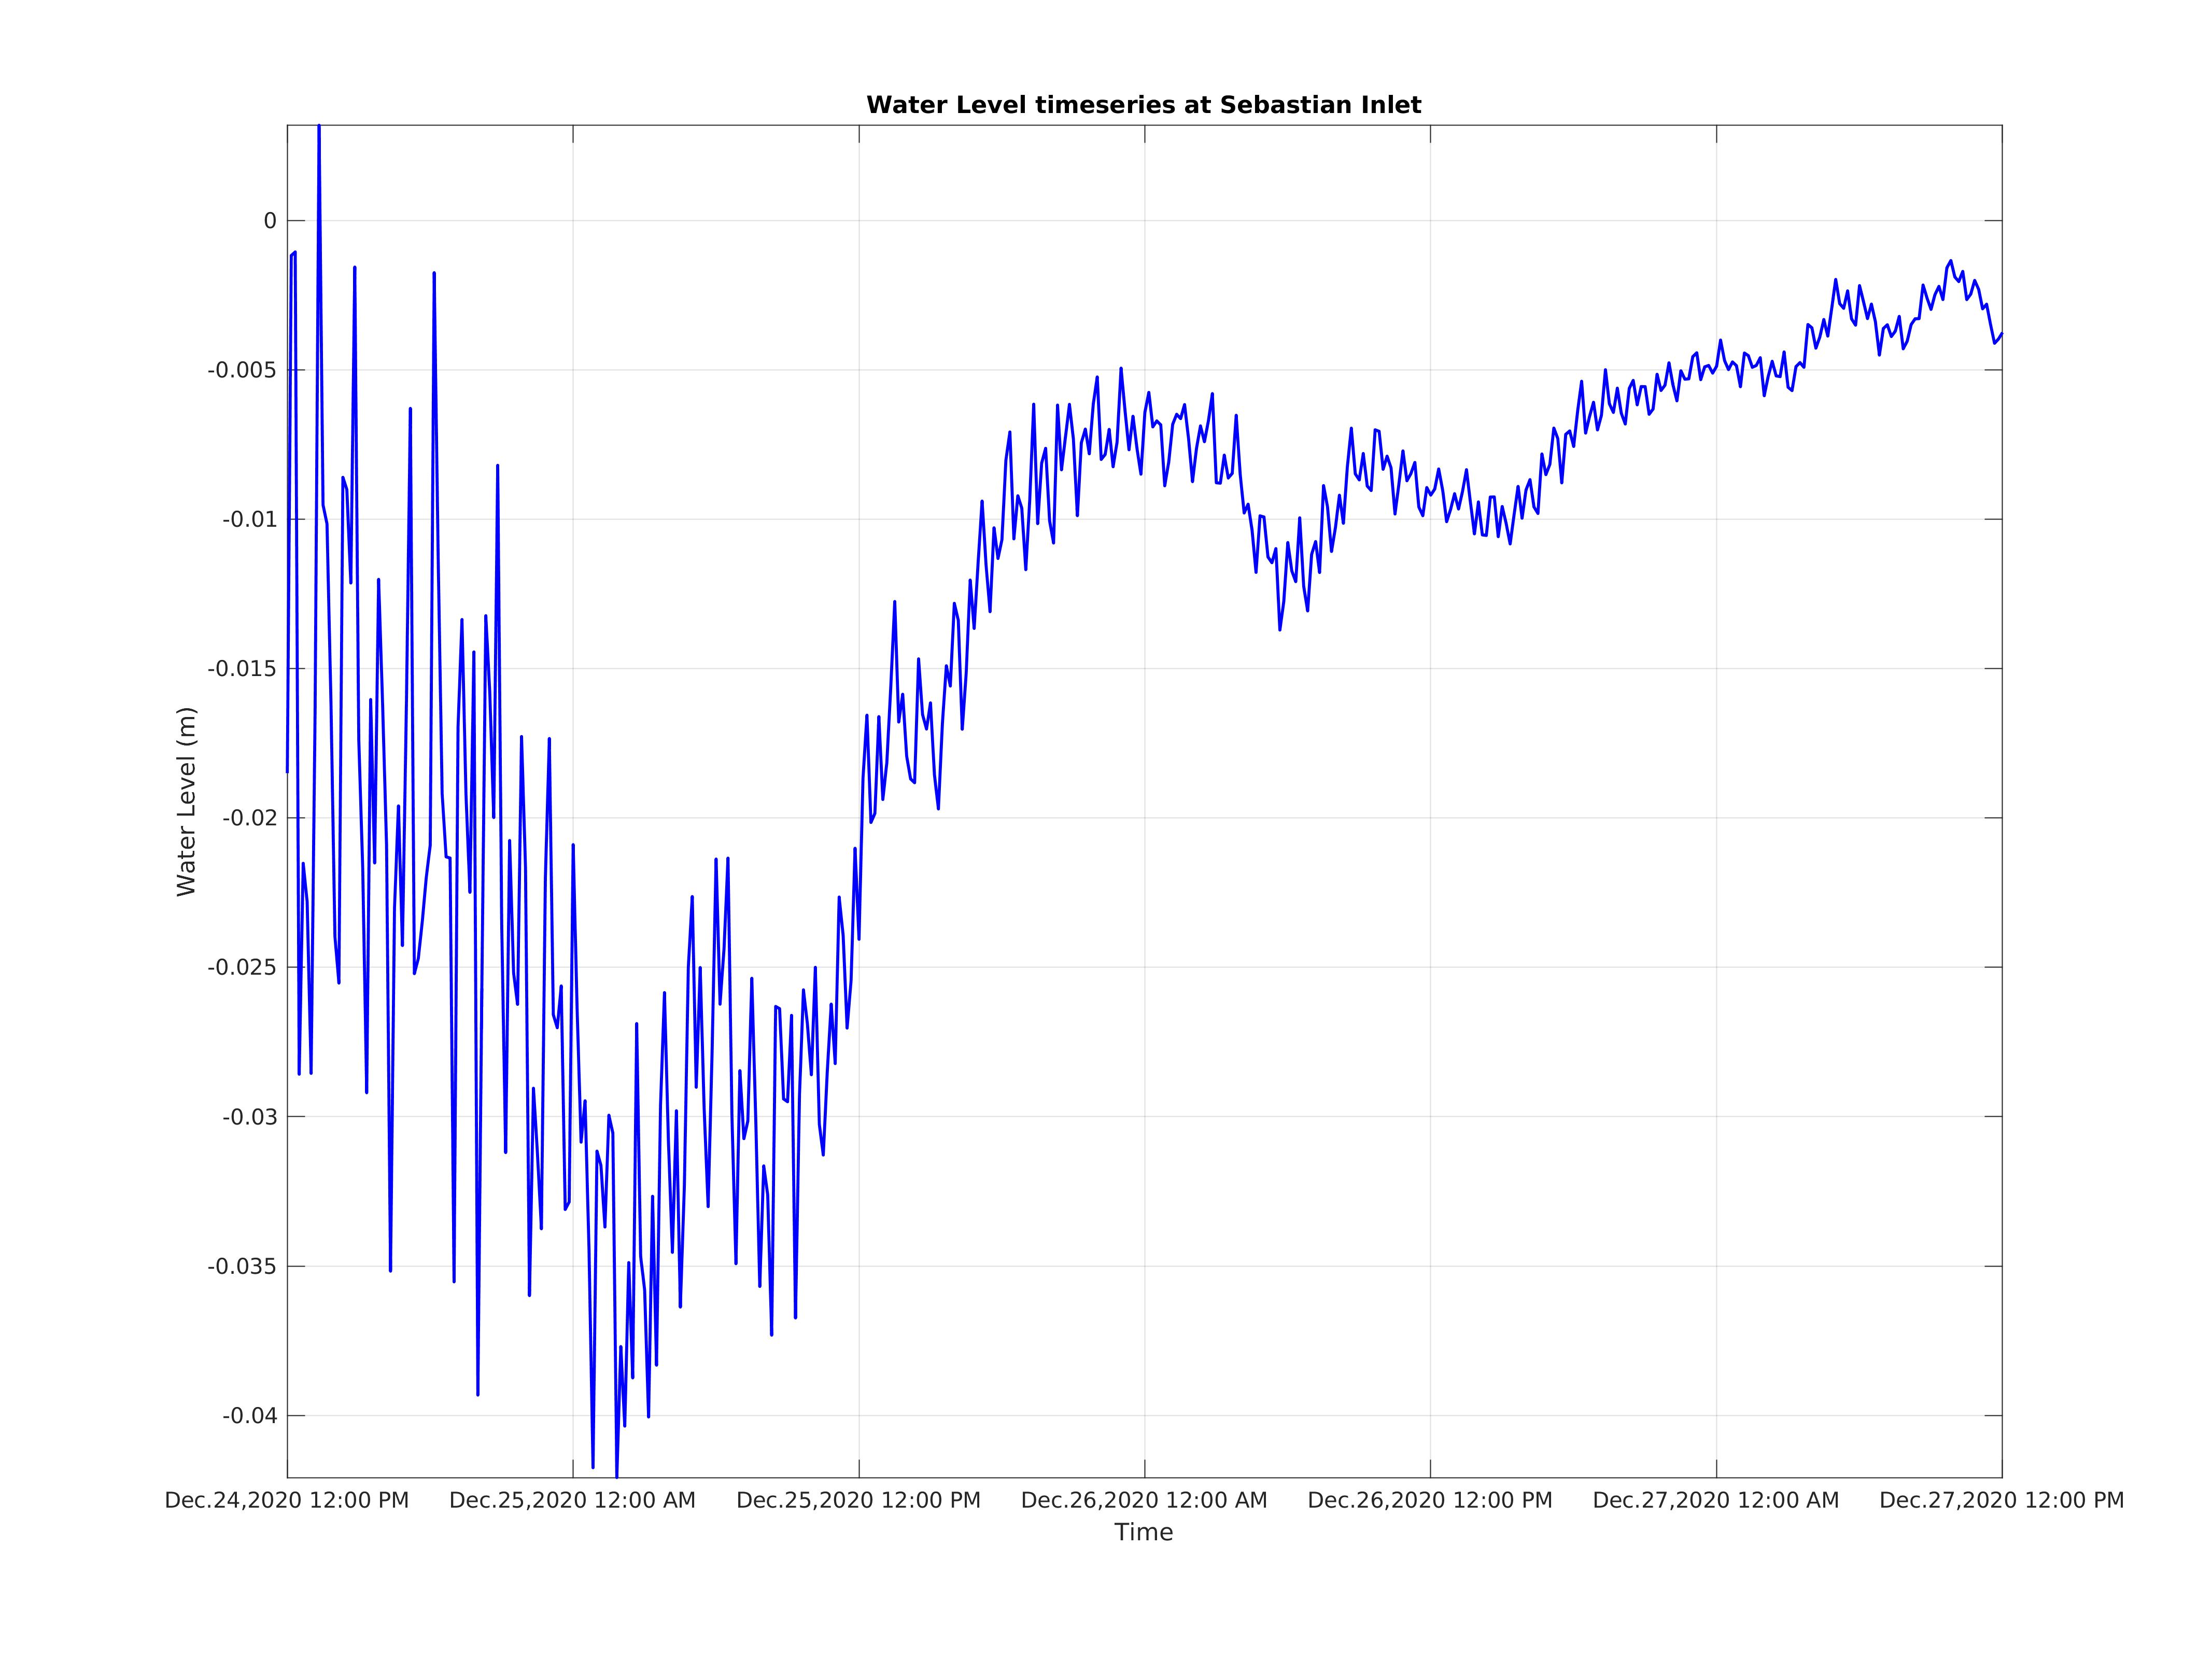 Water Level timeseries at Sebastian Inlet
0
-0.005
-0.01
-0.015
-0.02
-0.025
-0.03
-0.035
-0.04
Water Level (m)
Dec.24,2020 12:00 PM Dec.25,2020 12:00 AM Dec.25,2020 12:00 PM Dec.26,2020 12:00 AM Dec.26,2020 12:00 PM Dec.27,2020 12:00 AM Dec.27,2020 12:00 PM
Time